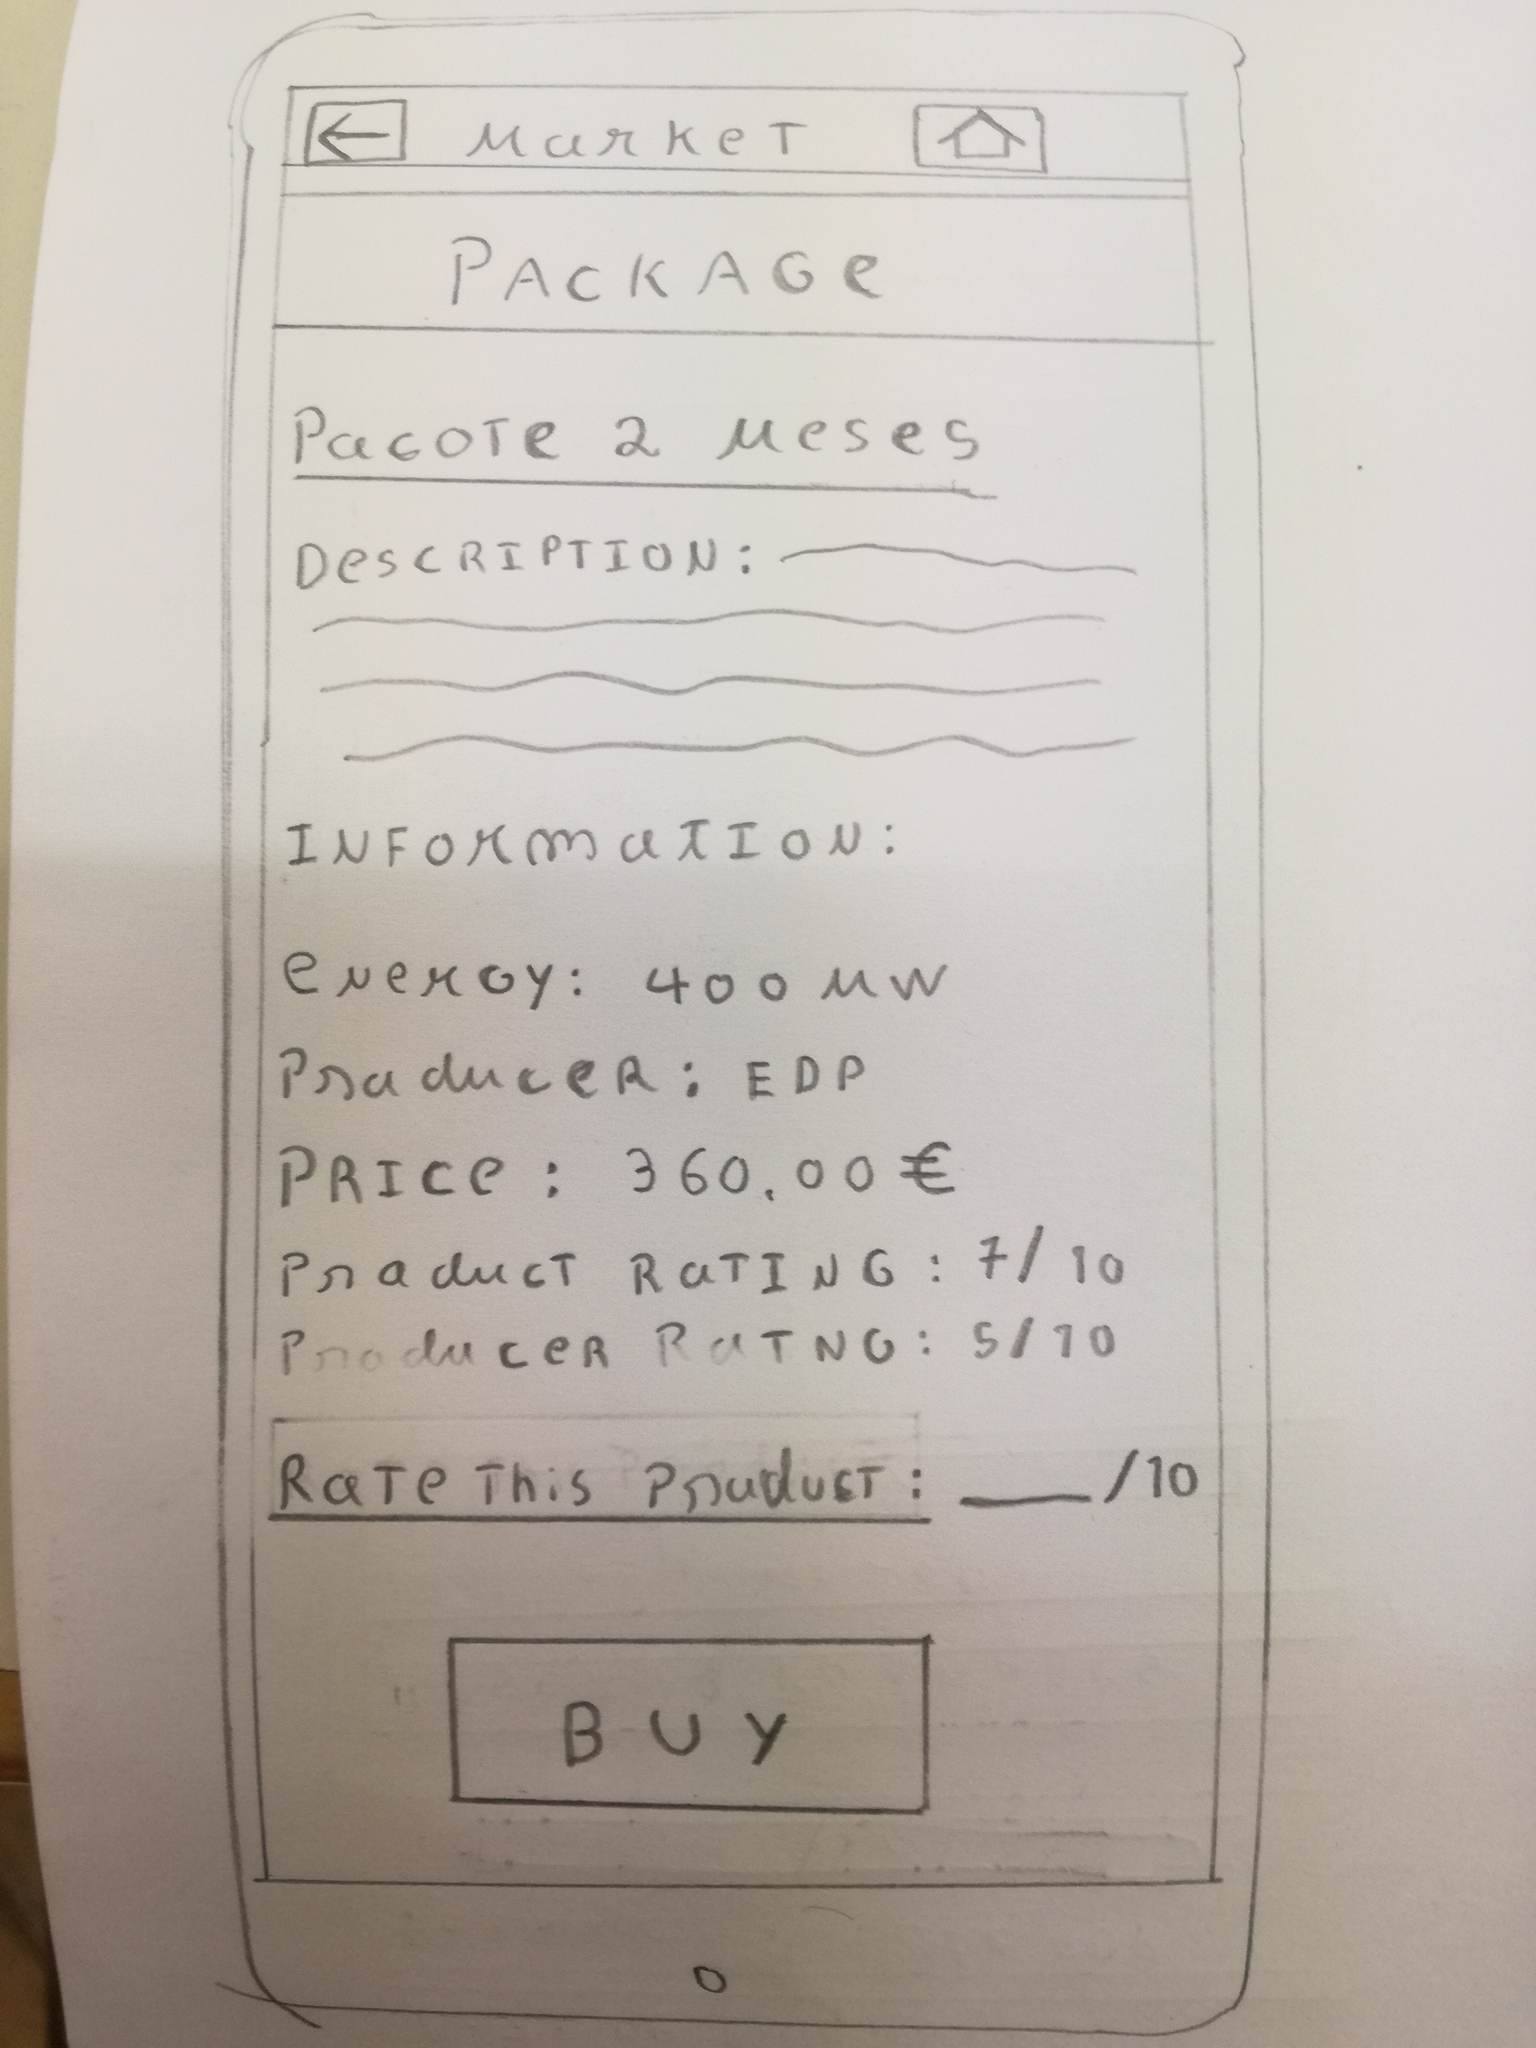 Market
PACKAGe
Pacote 2 Meses
DescRIPTION:
INFOrmaTION:
eNerGy: 400 MW
Producer: EDP
PRICe: 360.00€
Product RaTING: 7/10
Producer RaTNG: 5/10
RaTe This Product: ___/10
BUY